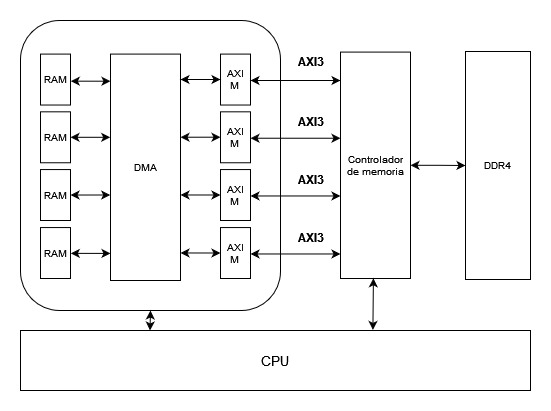 AXI3
RAM
AXI
M
RAM
AXI
M
AXI3
DMA
Controlador
de memoria
DDR4
RAM
AXI
M
AXI3
RAM
AXI
M
AXI3
CPU